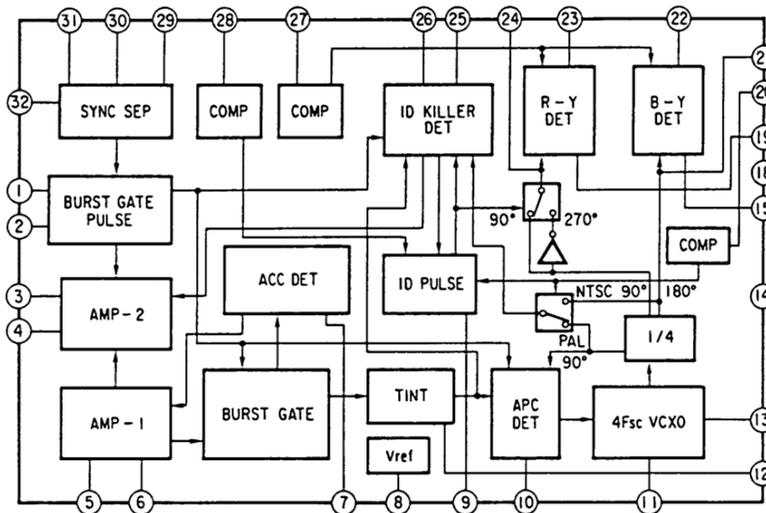 31 30 29 28 27 26 25 24 23 22
32
SYNC SEP
COMP
COMP
ID KILLER
DET
R-Y
DET
B-Y
DET
20
19
18
15
1
2
BURST GATE
PULSE
90°
270°
COMP
3
4
AMP-2
ACC DET
ID PULSE
NTSC 90°
180°
14
PAL
90°
1/4
AMP-1
BURST GATE
TINT
APC
DET
4Fsc VCXO
13
Vref
12
5 6 7 8 9 10 11